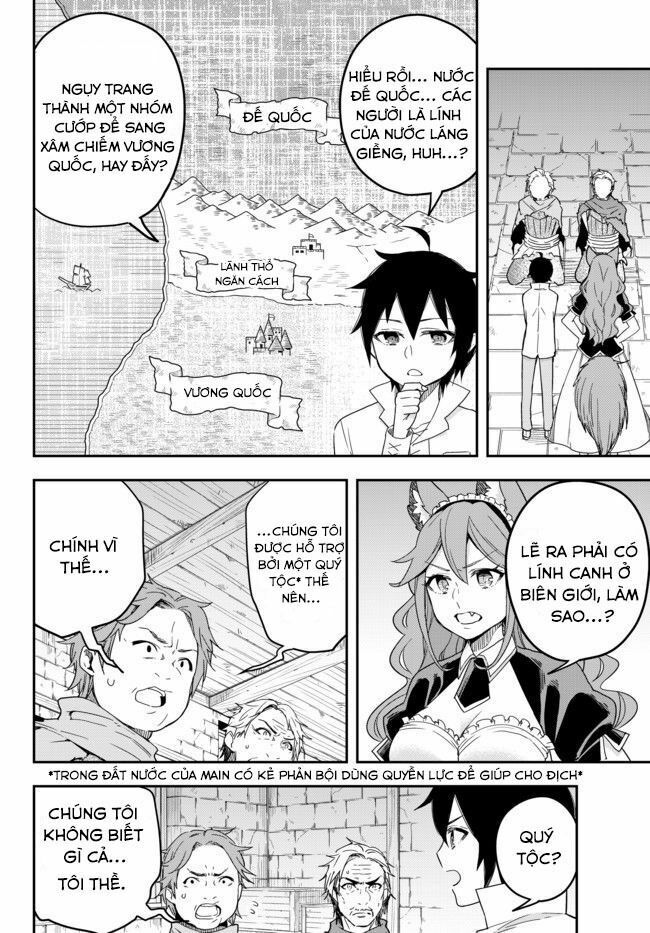 HIỂU RỒI... NƯỚC
ĐẾ QUỐC... CÁC
NGƯỜI LÀ LÍNH
CỦA NƯỚC LÁNG
GIỀNG, HUH...?
NGỤY TRANG
THÀNH MỘT NHÓM
CƯỚP ĐỂ SANG
XÂM CHIẾM VƯƠNG
QUỐC, HAY ĐẤY?
ĐẾ QUỐC
LÃNH THỔ
NGĂN CÁCH
VƯƠNG QUỐC
LẼ RA PHẢI CÓ
LÍNH CANH Ở
BIÊN GIỚI, LÀM
SAO...?
...CHÚNG TÔI
ĐƯỢC HỖ TRỢ
BỞI MỘT QUÝ
TỘC* THẾ
NÊN...
CHÍNH VÌ
THẾ...
*TRONG ĐẤT NƯỚC CỦA MAIN CÓ KẺ PHẢN BỘI DÙNG QUYỀN LỰC ĐỂ GIÚP CHO ĐỊCH*
QUÝ
TỘC?
CHÚNG TÔI
KHÔNG BIẾT
GÌ CẢ...
TÔI THỀ.